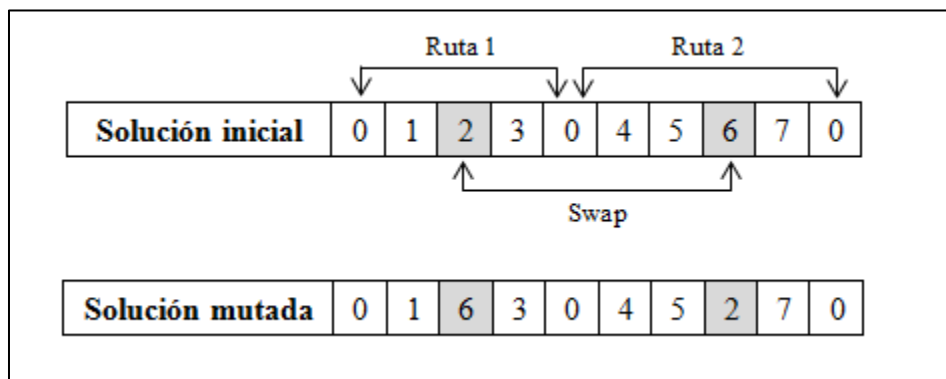 Ruta 1 Ruta 2
Solución inicial 0 1 2 3 0 4 5 6 7 0
Swap
Solución mutada 0 1 6 3 0 4 5 2 7 0